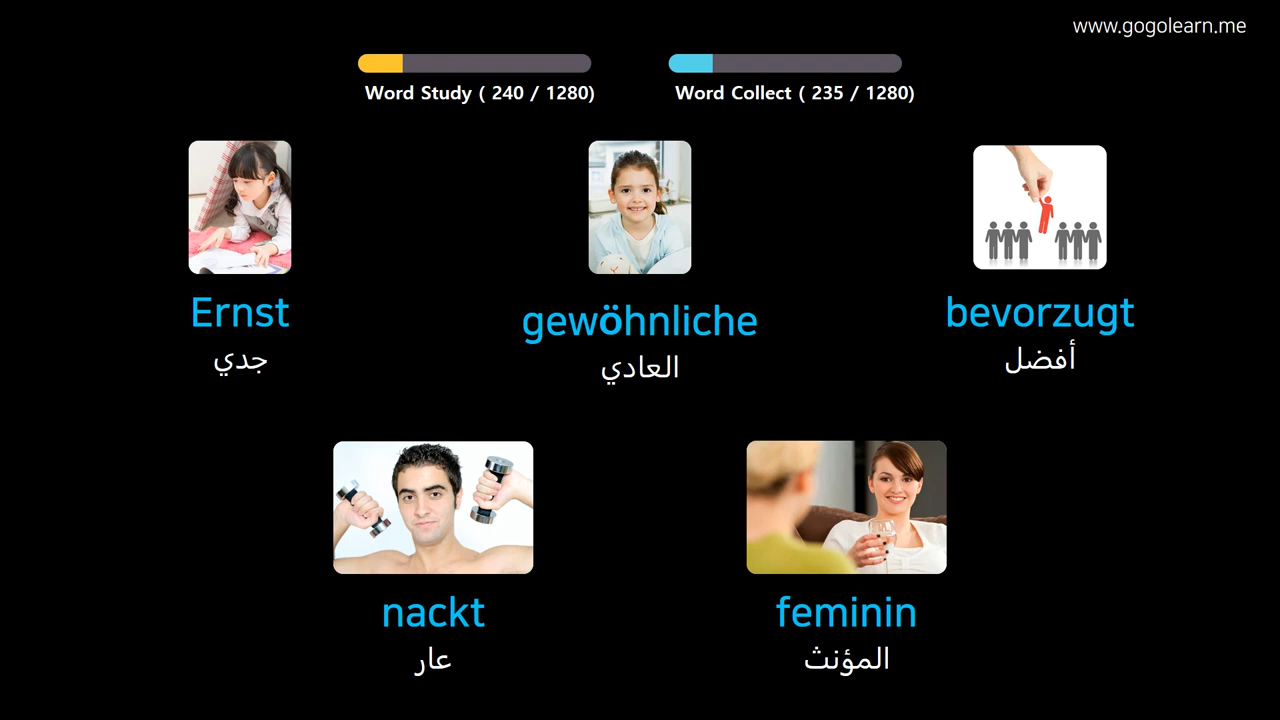 www.gogolearn.me
Word Study ( 240 / 1280)
Word Collect ( 235 / 1280)
Ernst
جدي
gewöhnliche
العادي
bevorzugt
أفضل
nackt
عار
feminin
المؤنث